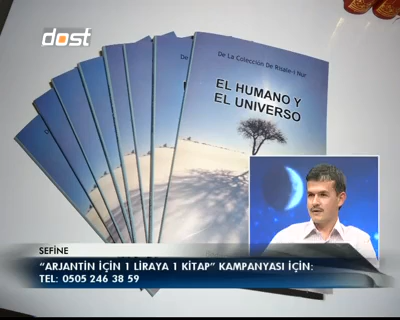 dost
De La Colección De Risale-i Nur
EL HUMANO Y
EL UNIVERSO
SEFİNE
“ARJANTİN İÇİN 1 LİRAYA 1 KİTAP” KAMPANYASI İÇİN:
TEL: 0505 246 38 59